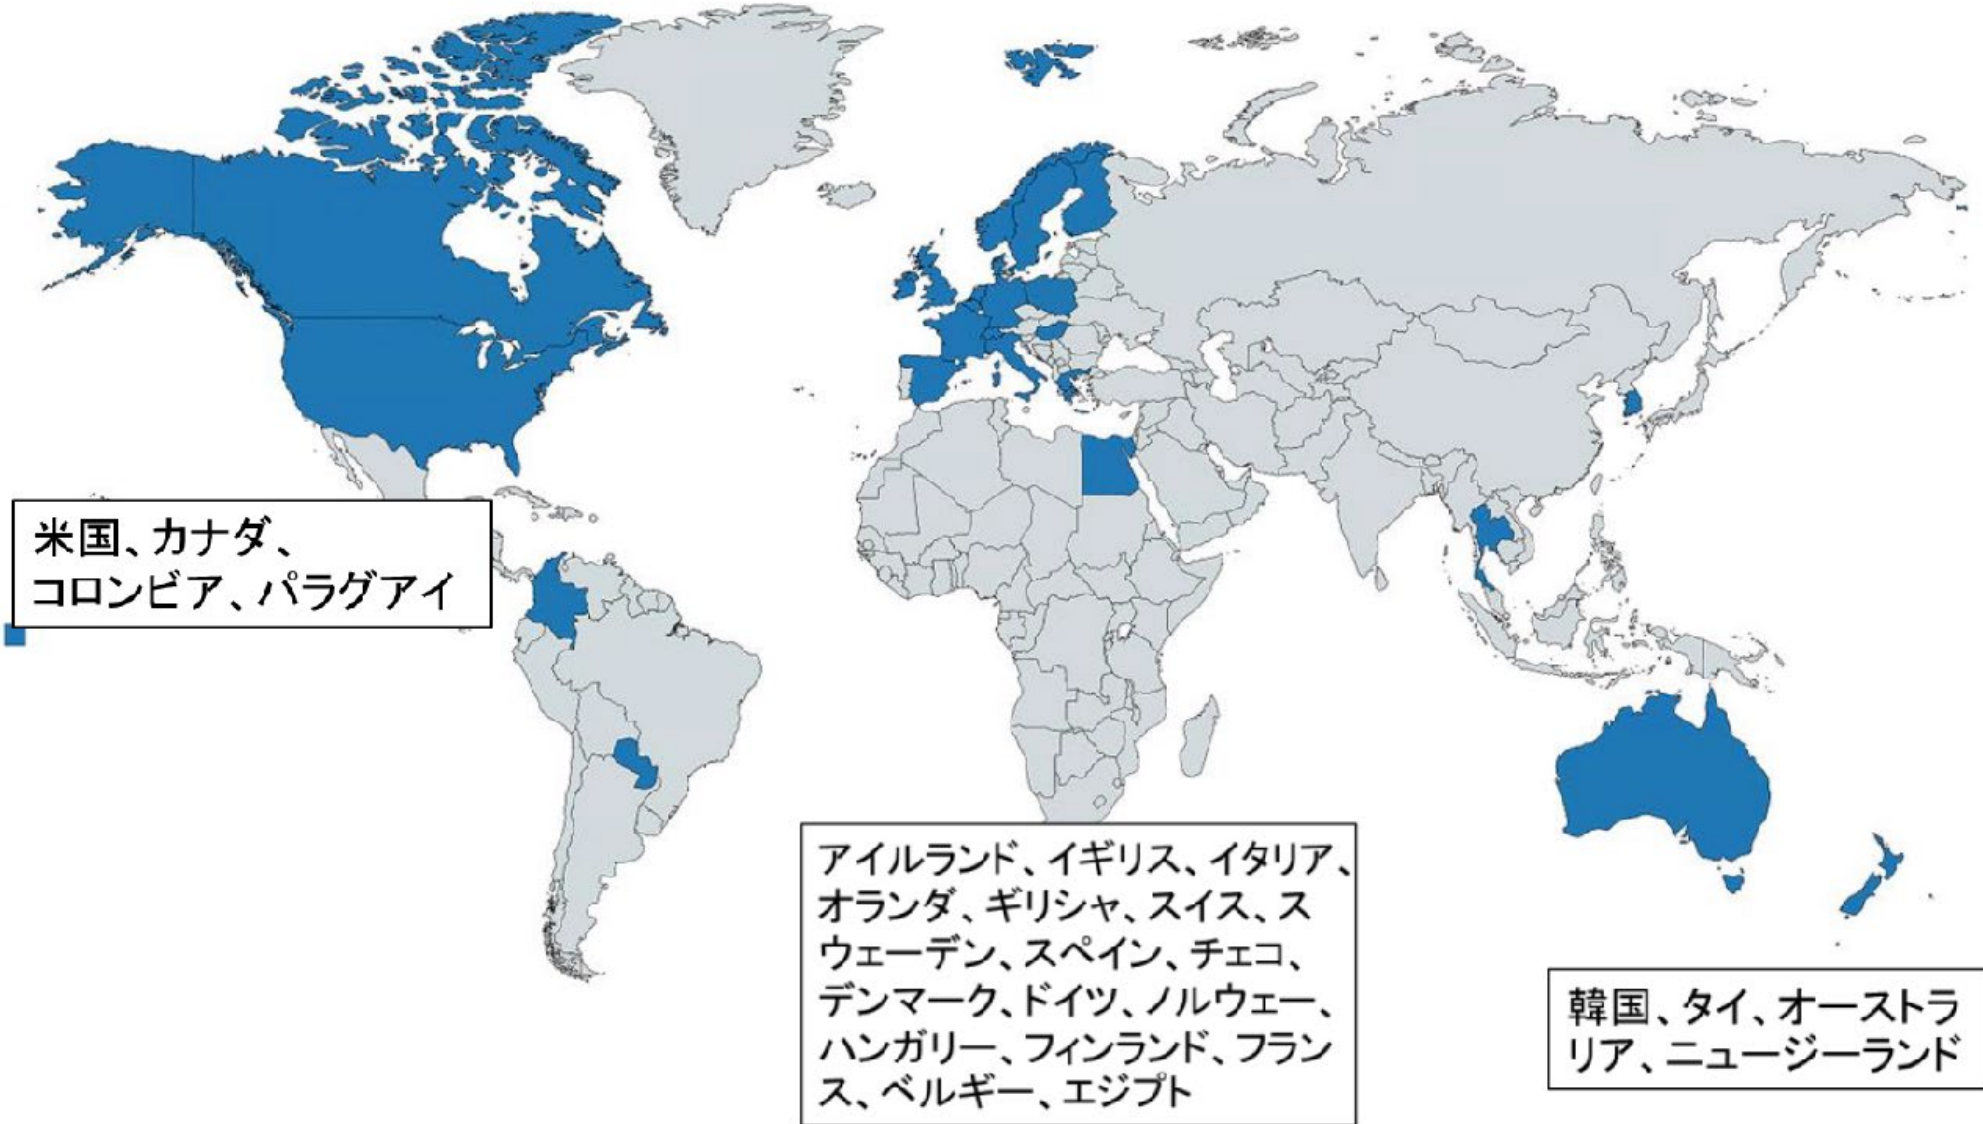 米国、カナダ、
コロンビア、パラグアイ
アイルランド、イギリス、イタリア、
オランダ、ギリシャ、スイス、ス
ウェーデン、スペイン、チェコ、
デンマーク、ドイツ、ノルウェー、
ハンガリー、フィンランド、フラン
ス、ベルギー、エジプト
韓国、タイ、オーストラ
リア、ニュージーランド